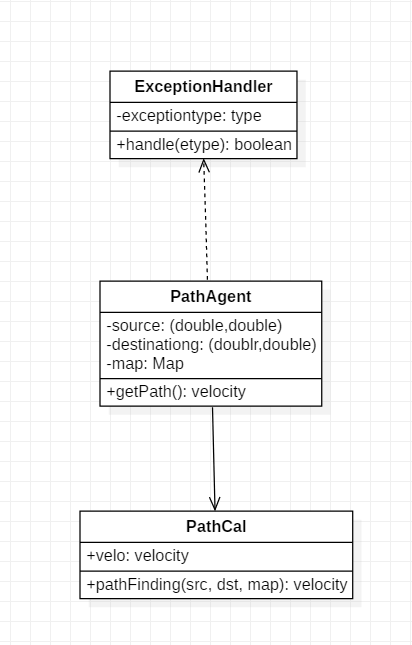 ExceptionHandler
-exceptiontype: type
+handle(etype): boolean
PathAgent
-source: (double,double)
-destinationg: (doublr,double)
-map: Map
+getPath(): velocity
PathCal
+velo: velocity
+pathFinding(src, dst, map): velocity